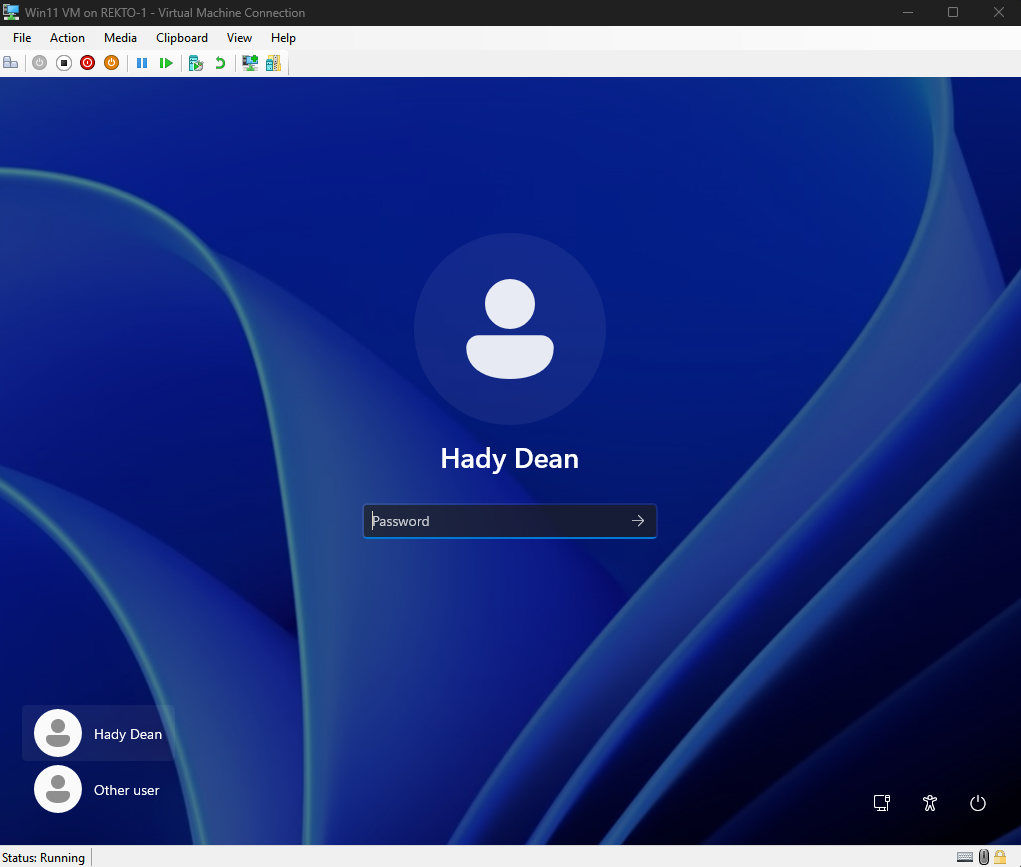 Win11 VM on REKTO-1 - Virtual Machine Connection
File Action Media Clipboard View Help
Hady Dean
Password
Hady Dean
Other user
Status: Running